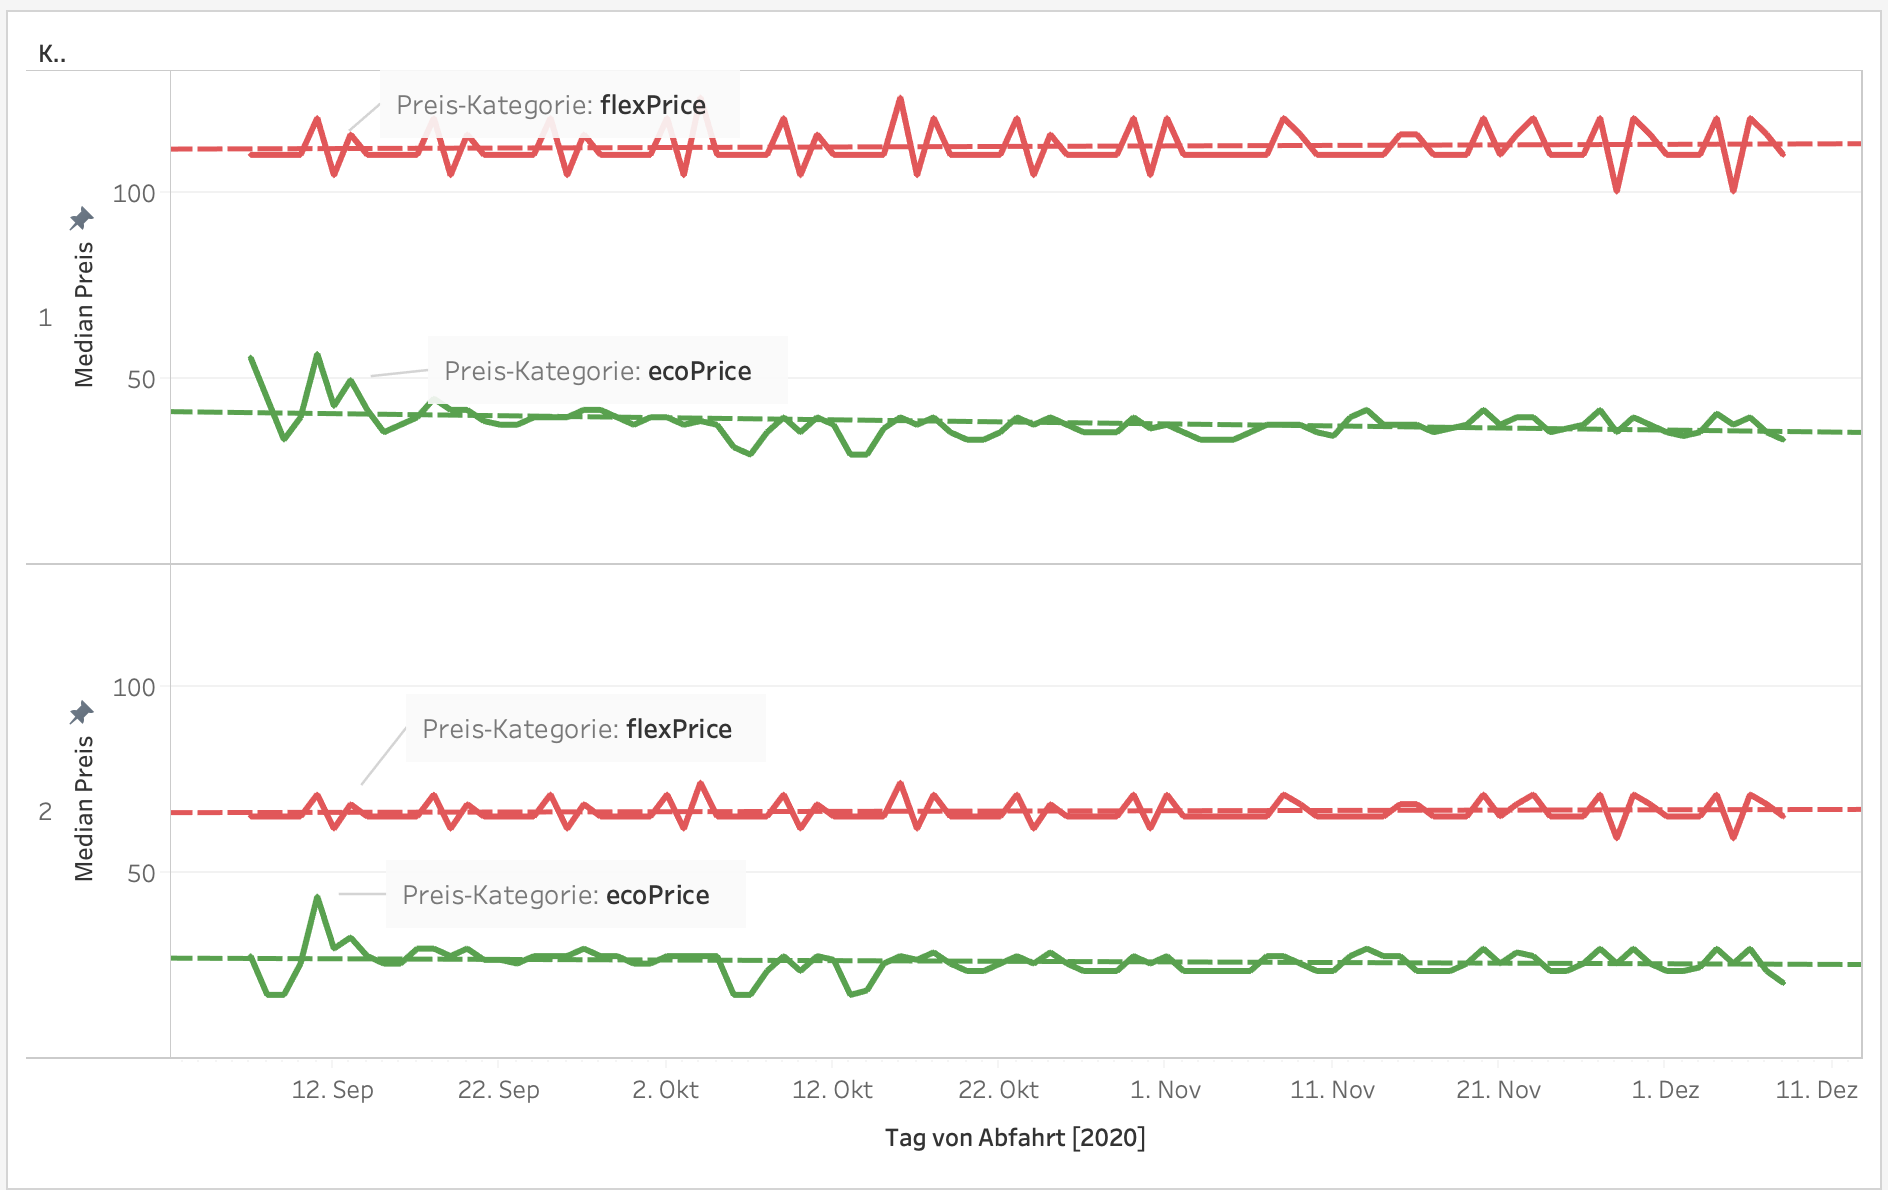 K..
Preis-Kategorie: flexPrice
100
Median Preis
1
Preis-Kategorie: ecoPrice
50
100
Preis-Kategorie: flexPrice
Median Preis
2
50
Preis-Kategorie: ecoPrice
12. Sep 22. Sep 2. Okt 12. Okt 22. Okt 1. Nov 11. Nov 21. Nov 1. Dez 11. Dez
Tag von Abfahrt [2020]